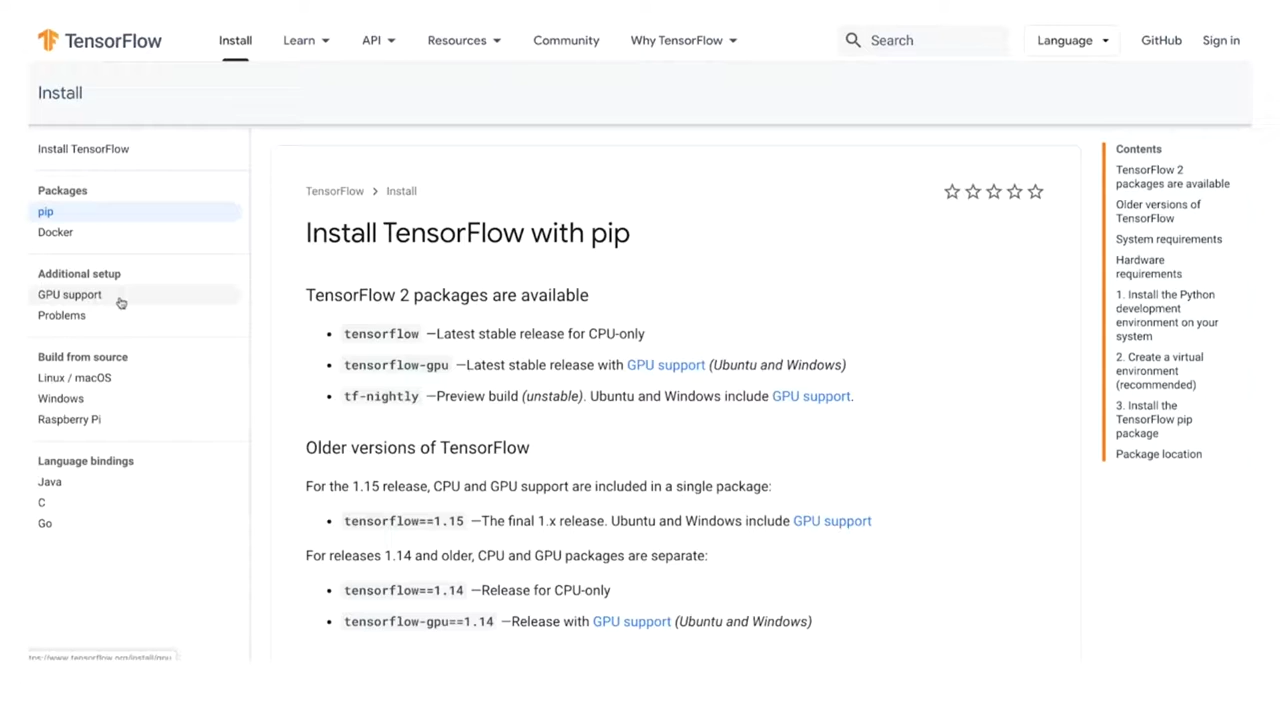 TensorFlow
Install
Learn
API
Resources
Community
Why TensorFlow
Search
Language
GitHub
Sign in
Install
Install TensorFlow
Packages
pip
Docker
Additional setup
GPU support
Problems
Build from source
Linux / macOS
Windows
Raspberry Pi
Language bindings
Java
C
Go
TensorFlow > Install
Install TensorFlow with pip
TensorFlow 2 packages are available
• tensorflow —Latest stable release for CPU-only
• tensorflow-gpu —Latest stable release with GPU support (Ubuntu and Windows)
• tf-nightly —Preview build (unstable). Ubuntu and Windows include GPU support.
Older versions of TensorFlow
For the 1.15 release, CPU and GPU support are included in a single package:
• tensorflow==1.15 —The final 1.x release. Ubuntu and Windows include GPU support
For releases 1.14 and older, CPU and GPU packages are separate:
• tensorflow==1.14 —Release for CPU-only
• tensorflow-gpu==1.14 —Release with GPU support (Ubuntu and Windows)
Contents
TensorFlow 2
packages are available
Older versions of
TensorFlow
System requirements
Hardware
requirements
1. Install the Python
development
environment on your
system
2. Create a virtual
environment
(recommended)
3. Install the
TensorFlow pip
package
Package location
ttps://www.tensorflow.org/install/gpu